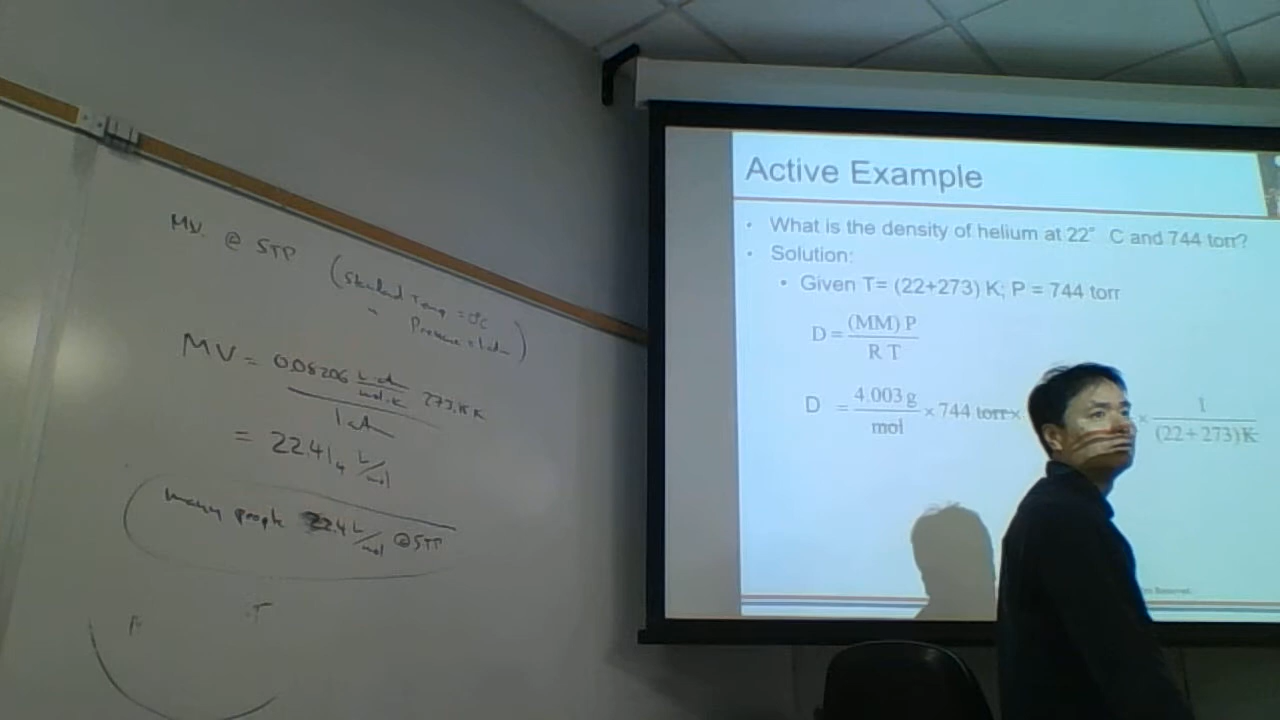 MV. @ STP (Standard Temp. = 0°C
" Pressure = 1 atm)
MV = 0.08206 L·atm/mol·K 273.15 K
1 atm
= 22.414 L/mol
many people 22.4 L/mol @ STP
P. T
Active Example
• What is the density of helium at 22° C and 744 torr?
• Solution:
• Given T= (22+273) K; P = 744 torr
D = (MM) P
R T
D = 4.003 g × 744 torr × × 1
mol (22 + 273) K